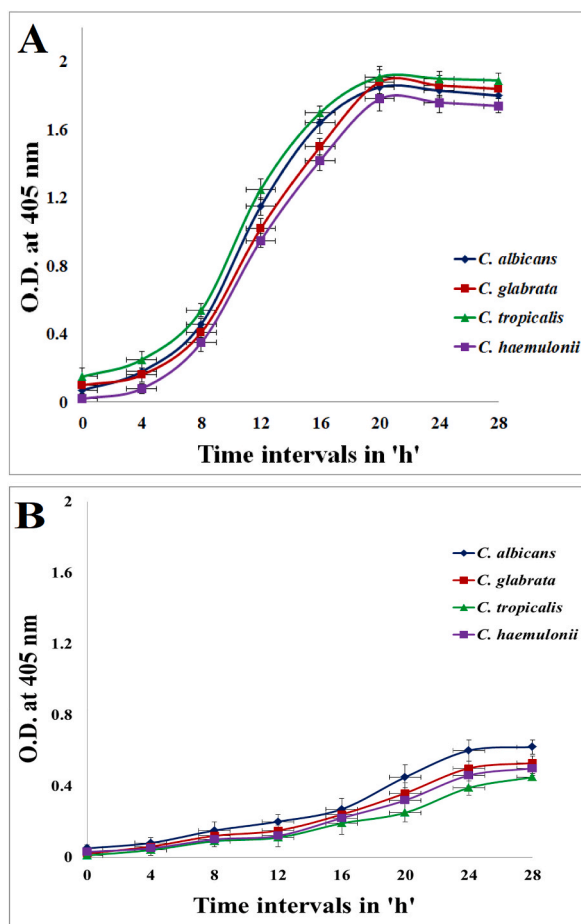 A
2
1.6
1.2
0.8
0.4
0
O.D. at 405 nm
C. albicans
C. glabrata
C. tropicalis
C. haemulonii
0 4 8 12 16 20 24 28
Time intervals in 'h'
B
2
1.6
1.2
0.8
0.4
0
O.D. at 405 nm
C. albicans
C. glabrata
C. tropicalis
C. haemulonii
0 4 8 12 16 20 24 28
Time intervals in 'h'